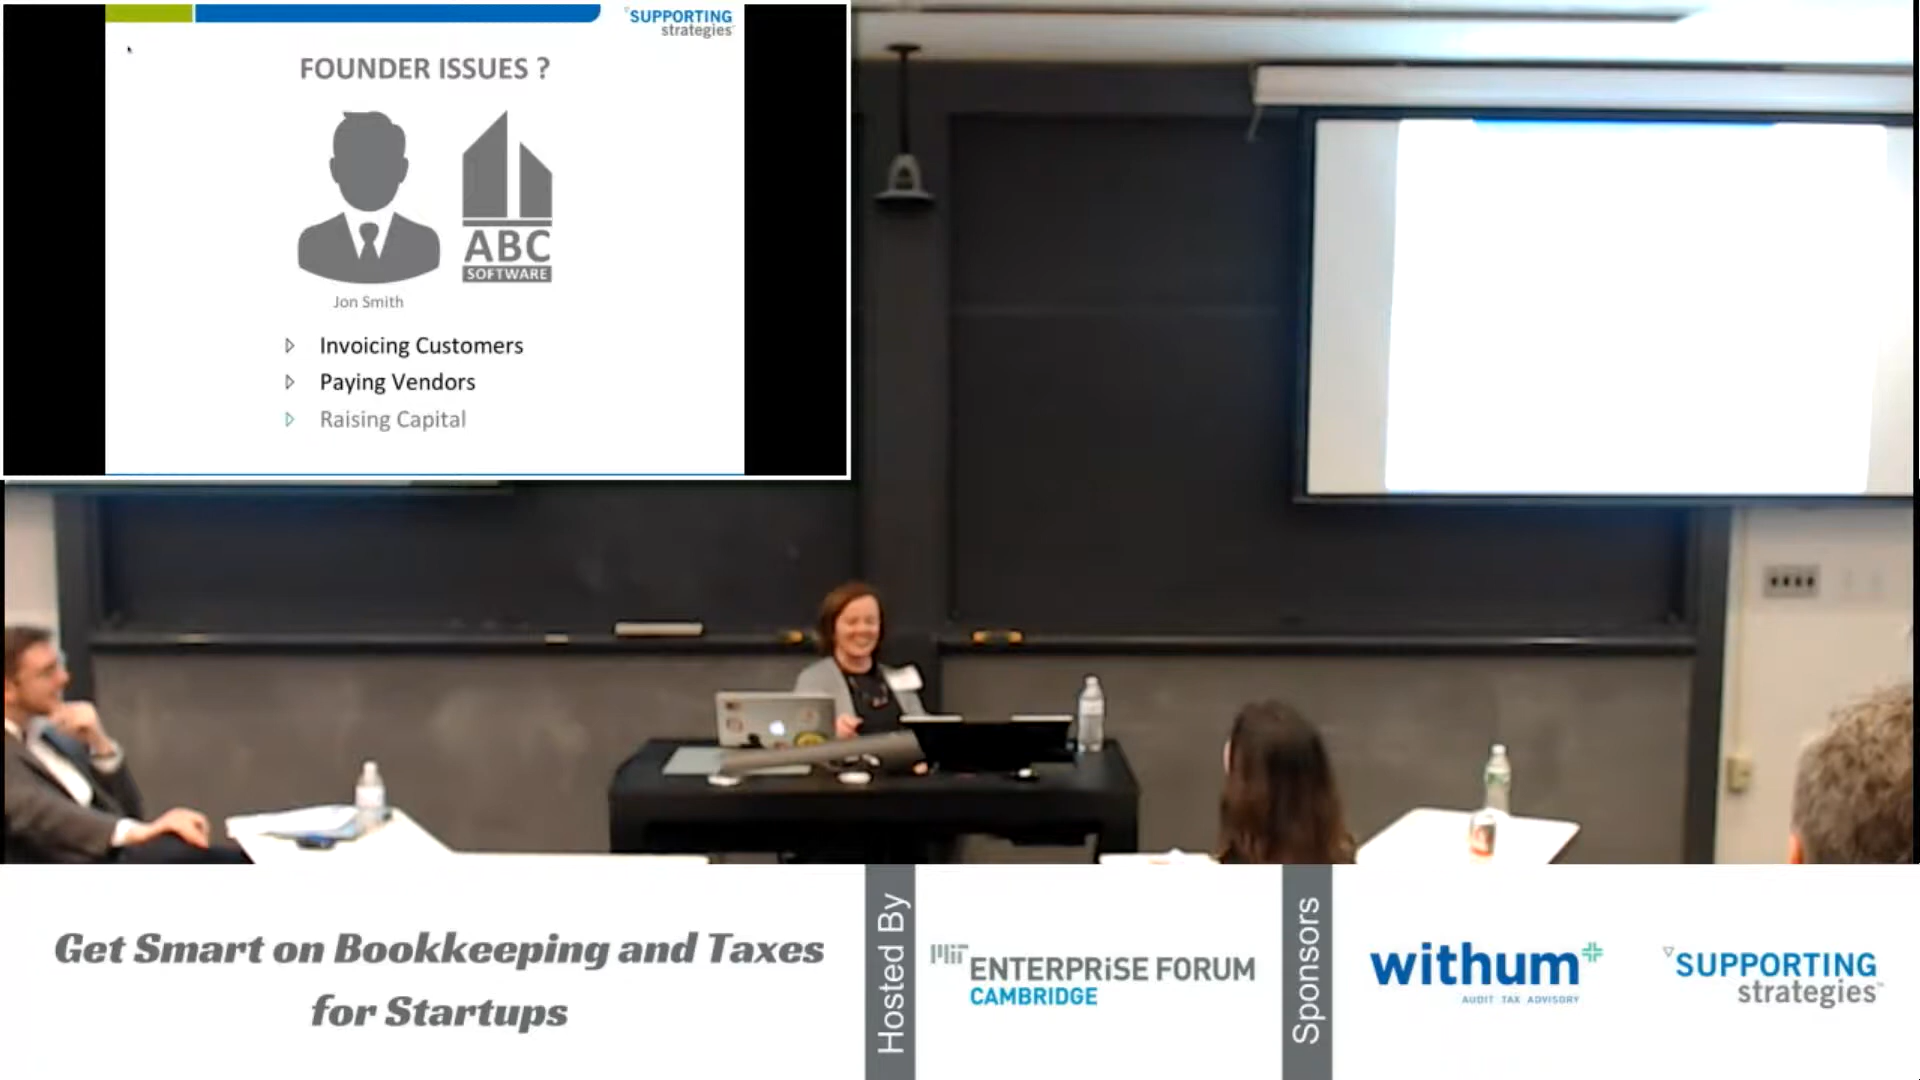 SUPPORTING
strategies
FOUNDER ISSUES ?
ABC
SOFTWARE
Jon Smith
Invoicing Customers
Paying Vendors
Raising Capital
Get Smart on Bookkeeping and Taxes
for Startups
Hosted By
MiT
ENTERPRiSE FORUM
CAMBRIDGE
Sponsors
withum
AUDIT TAX ADVISORY
SUPPORTING
strategies